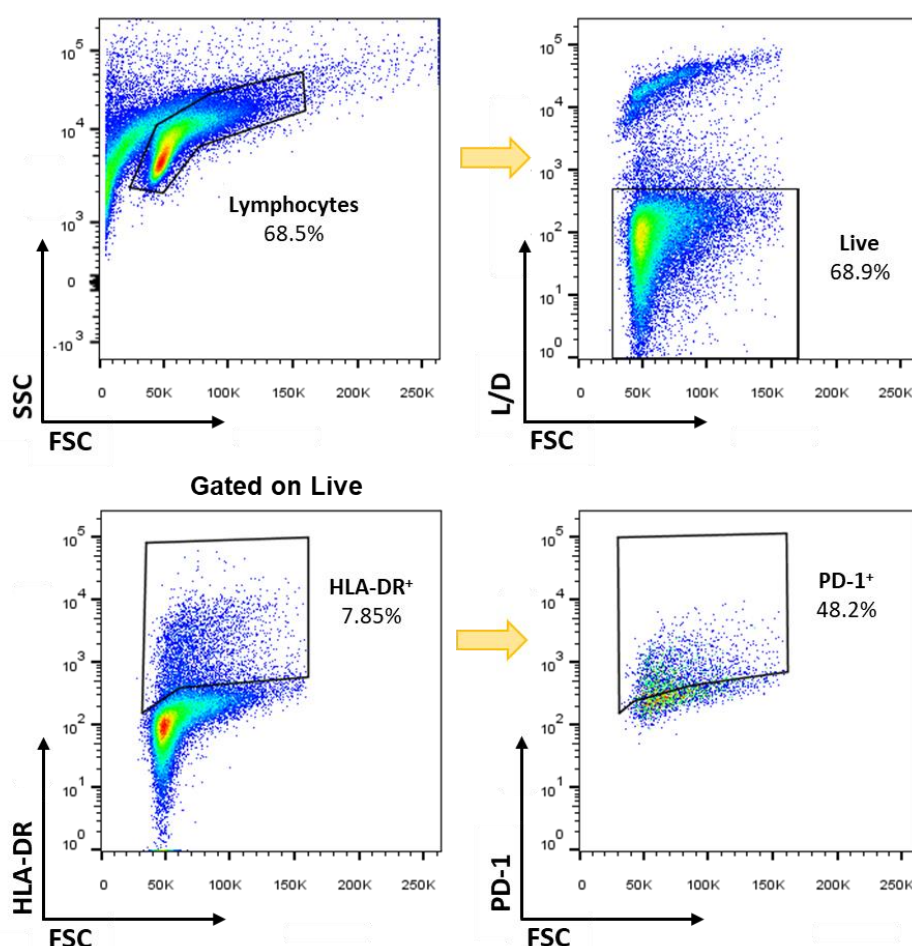 10^5
10^4
10^3
0
-10^3
0 50K 100K 150K 200K 250K
SSC
FSC
Lymphocytes
68.5%
10^5
10^4
10^3
10^2
10^1
10^0
0 50K 100K 150K 200K 250K
L/D
FSC
Live
68.9%
Gated on Live
10^5
10^4
10^3
10^2
10^1
10^0
0 50K 100K 150K 200K 250K
HLA-DR
FSC
HLA-DR⁺
7.85%
10^5
10^4
10^3
10^2
10^1
10^0
0 50K 100K 150K 200K 250K
PD-1
FSC
PD-1⁺
48.2%